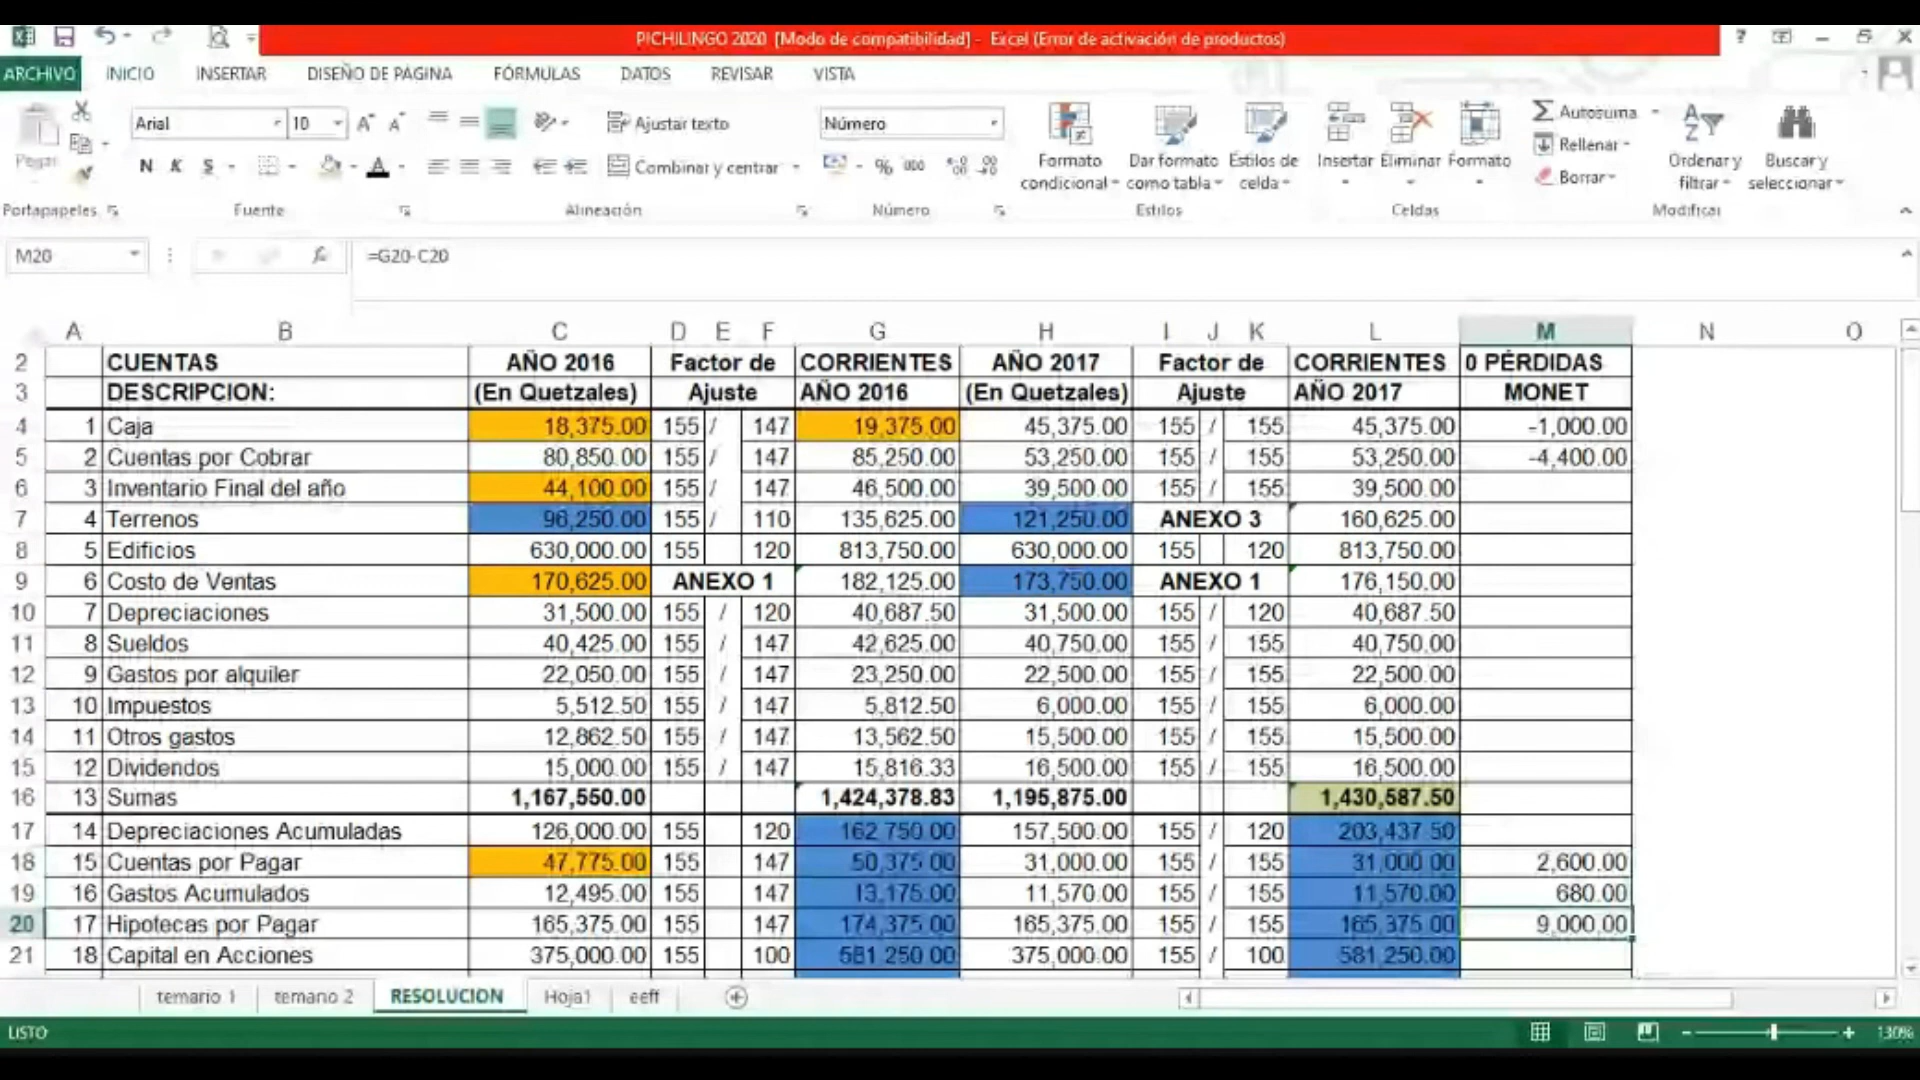 PICHILINGO 2020 [Modo de compatibilidad] - Excel (Error de activación de productos)
ARCHIVO INICIO INSERTAR DISEÑO DE PÁGINA FÓRMULAS DATOS REVISAR VISTA
Arial 10 Ajustar texto Número Autosuma
Pegar N K S Combinar y centrar % 000 Formato condicional Dar formato como tabla Estilos de celda Insertar Eliminar Formato Rellenar Borrar Ordenar y filtrar Buscar y seleccionar
Portapapeles Fuente Alineación Número Estilos Celdas Modificar
M20 fx =G20-C20
A B C D E F G H I J K L M N O
2 CUENTAS AÑO 2016 Factor de CORRIENTES AÑO 2017 Factor de CORRIENTES 0 PÉRDIDAS
3 DESCRIPCION: (En Quetzales) Ajuste AÑO 2016 (En Quetzales) Ajuste AÑO 2017 MONET
4 1 Caja 18,375.00 155 / 147 19,375.00 45,375.00 155 / 155 45,375.00 -1,000.00
5 2 Cuentas por Cobrar 80,850.00 155 / 147 85,250.00 53,250.00 155 / 155 53,250.00 -4,400.00
6 3 Inventario Final del año 44,100.00 155 / 147 46,500.00 39,500.00 155 / 155 39,500.00
7 4 Terrenos 96,250.00 155 / 110 135,625.00 121,250.00 ANEXO 3 160,625.00
8 5 Edificios 630,000.00 155 120 813,750.00 630,000.00 155 120 813,750.00
9 6 Costo de Ventas 170,625.00 ANEXO 1 182,125.00 173,750.00 ANEXO 1 176,150.00
10 7 Depreciaciones 31,500.00 155 / 120 40,687.50 31,500.00 155 / 120 40,687.50
11 8 Sueldos 40,425.00 155 / 147 42,625.00 40,750.00 155 / 155 40,750.00
12 9 Gastos por alquiler 22,050.00 155 / 147 23,250.00 22,500.00 155 / 155 22,500.00
13 10 Impuestos 5,512.50 155 / 147 5,812.50 6,000.00 155 / 155 6,000.00
14 11 Otros gastos 12,862.50 155 / 147 13,562.50 15,500.00 155 / 155 15,500.00
15 12 Dividendos 15,000.00 155 / 147 15,816.33 16,500.00 155 / 155 16,500.00
16 13 Sumas 1,167,550.00 1,424,378.83 1,195,875.00 1,430,587.50
17 14 Depreciaciones Acumuladas 126,000.00 155 120 162,750.00 157,500.00 155 / 120 203,437.50
18 15 Cuentas por Pagar 47,775.00 155 147 50,375.00 31,000.00 155 / 155 31,000.00 2,600.00
19 16 Gastos Acumulados 12,495.00 155 147 13,175.00 11,570.00 155 / 155 11,570.00 680.00
20 17 Hipotecas por Pagar 165,375.00 155 147 174,375.00 165,375.00 155 / 155 165,375.00 9,000.00
21 18 Capital en Acciones 375,000.00 155 100 581,250.00 375,000.00 155 / 100 581,250.00
temario 1 temario 2 RESOLUCION Hoja1 eeff
LISTO 130%